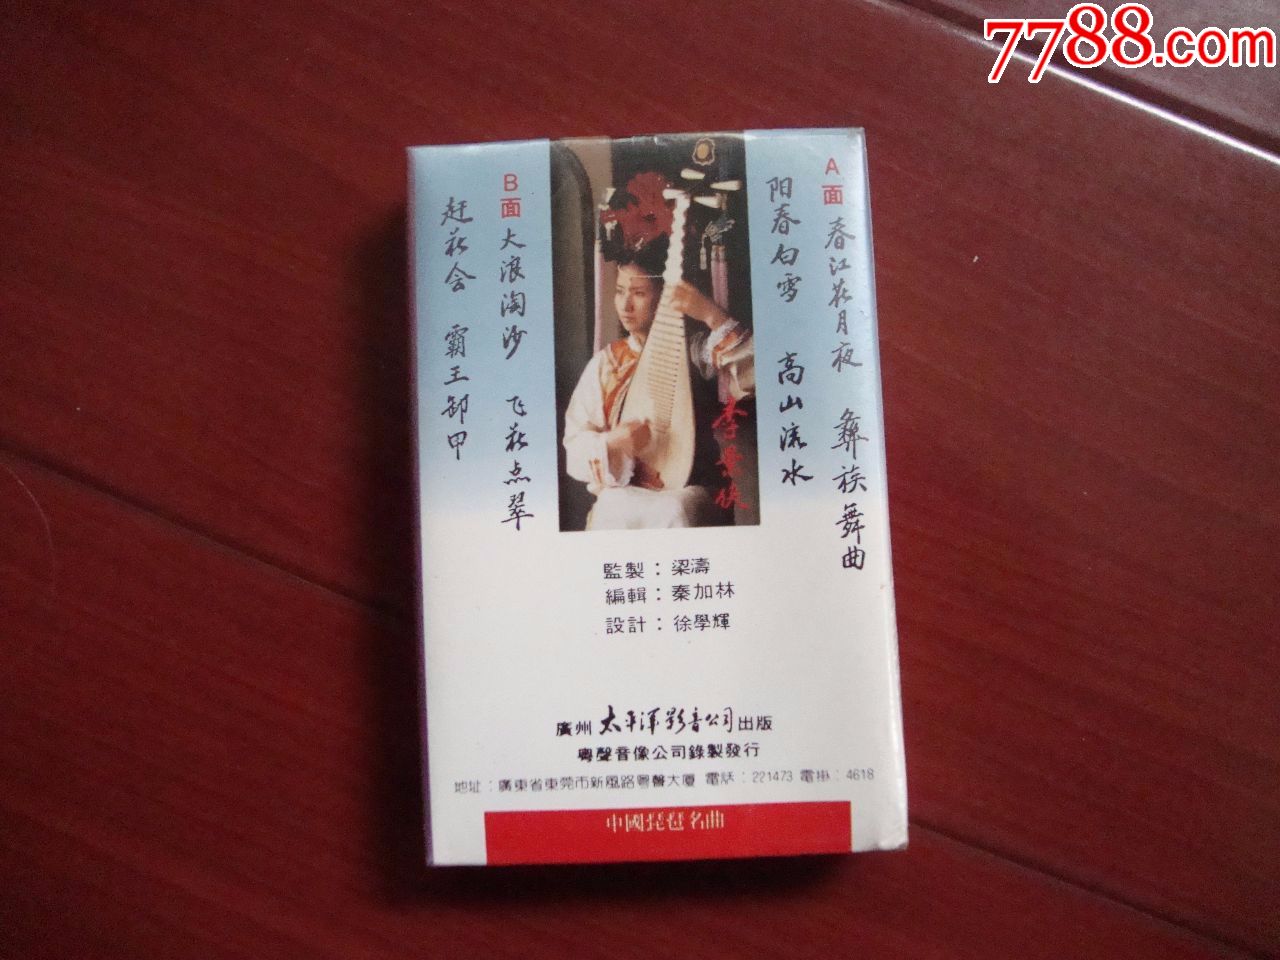 7788.com
A面
春江花月夜 彝族舞曲
阳春白雪 高山流水
B面
大浪淘沙 飞花点翠
赶花会 霸王卸甲
李景侠
監製：梁濤
編輯：秦加林
設計：徐學輝
廣州太平洋影音公司出版
粵聲音像公司錄製發行
地址：廣東省東莞市新風路粵聲大廈 電話：221473 電掛：4618
中國琵琶名曲